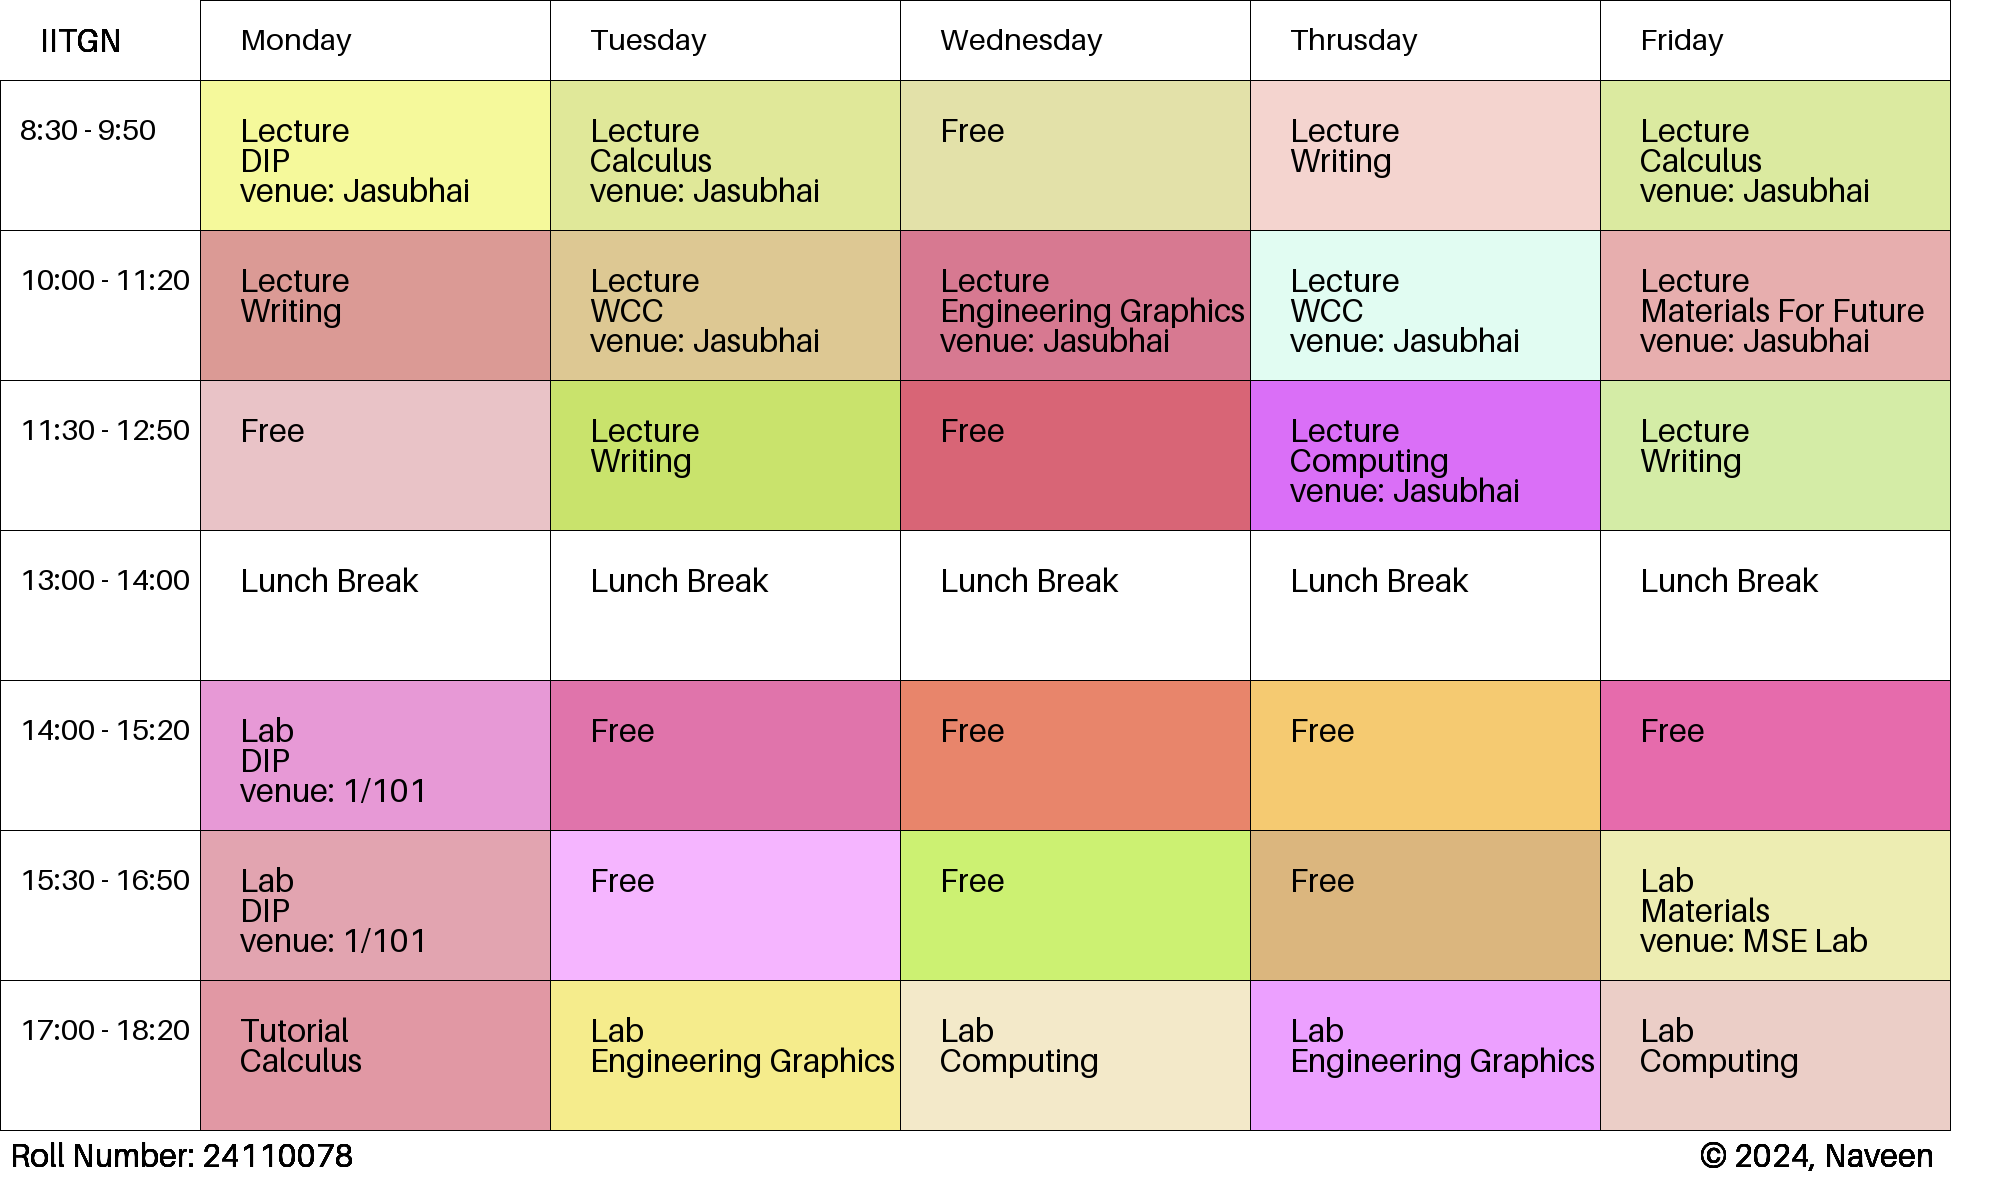 IITGN
Monday
Tuesday
Wednesday
Thrusday
Friday
8:30 - 9:50
Lecture
DIP
venue: Jasubhai
Lecture
Calculus
venue: Jasubhai
Free
Lecture
Writing
Lecture
Calculus
venue: Jasubhai
10:00 - 11:20
Lecture
Writing
Lecture
WCC
venue: Jasubhai
Lecture
Engineering Graphics
venue: Jasubhai
Lecture
WCC
venue: Jasubhai
Lecture
Materials For Future
venue: Jasubhai
11:30 - 12:50
Free
Lecture
Writing
Free
Lecture
Computing
venue: Jasubhai
Lecture
Writing
13:00 - 14:00
Lunch Break
Lunch Break
Lunch Break
Lunch Break
Lunch Break
14:00 - 15:20
Lab
DIP
venue: 1/101
Free
Free
Free
Free
15:30 - 16:50
Lab
DIP
venue: 1/101
Free
Free
Free
Lab
Materials
venue: MSE Lab
17:00 - 18:20
Tutorial
Calculus
Lab
Engineering Graphics
Lab
Computing
Lab
Engineering Graphics
Lab
Computing
Roll Number: 24110078
© 2024, Naveen